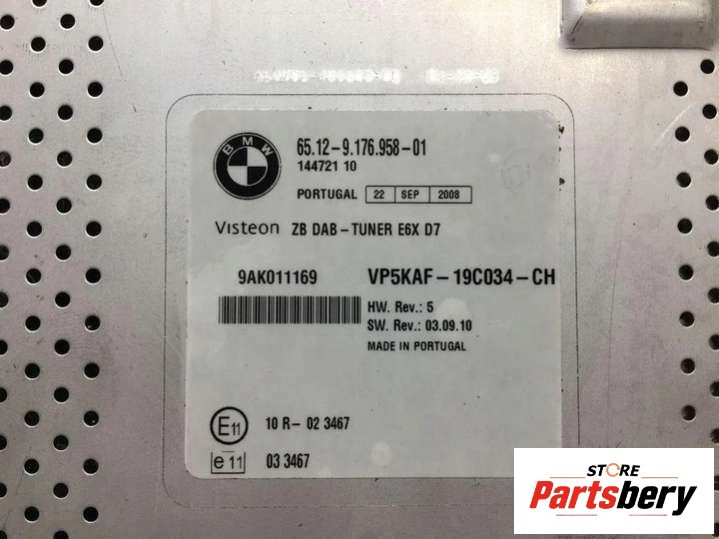 BMW
65.12-9.176.958-01
144721 10
PORTUGAL 22 SEP 2008
Visteon ZB DAB-TUNER E6X D7
9AK011169 VP5KAF-19C034-CH
HW. Rev.: 5
SW. Rev.: 03.09.10
MADE IN PORTUGAL
E11 10 R- 02 3467
e 11 03 3467
STORE
Partsbery